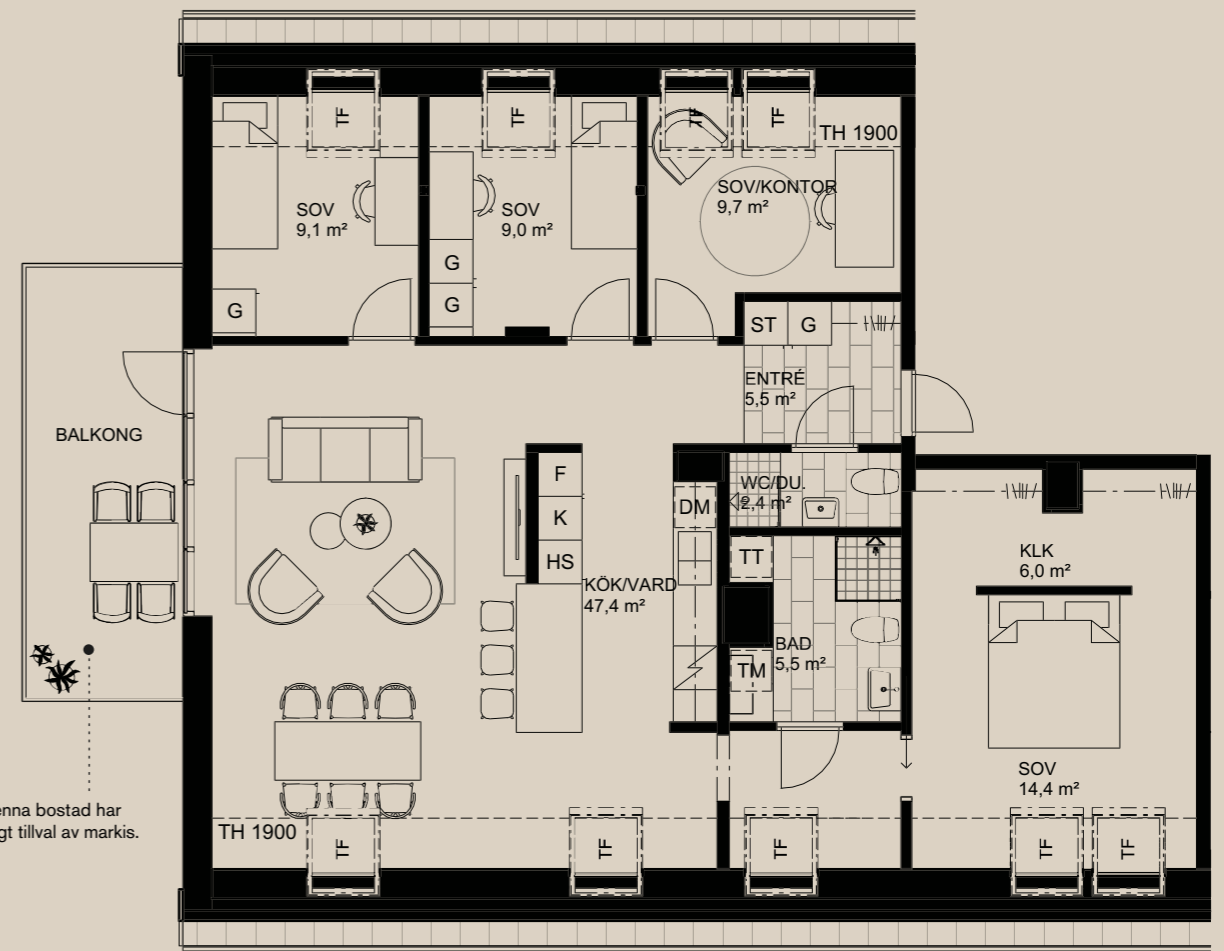 TF
TF
TF
TF
TH 1900
SOV/KONTOR
9,7 m²
SOV
9,1 m²
SOV
9,0 m²
G
G
G
ST
G
ENTRÉ
5,5 m²
BALKONG
F
K
HS
DM
WC/DU.
2,4 m²
TT
KLK
6,0 m²
KÖK/VARD
47,4 m²
BAD
5,5 m²
TM
SOV
14,4 m²
enna bostad har
gt tillval av markis.
TH 1900
TF
TF
TF
TF
TF